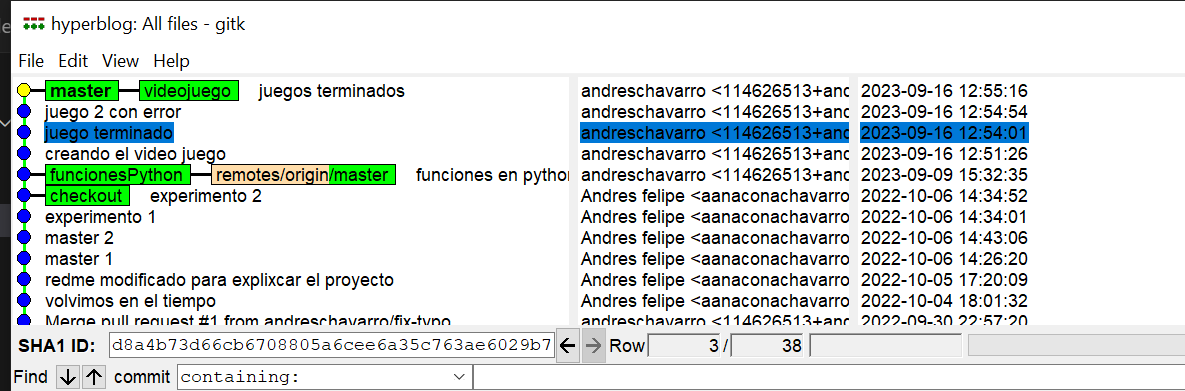 hyperblog: All files - gitk
File Edit View Help
master videojuego juegos terminados andreschavarro <114626513+and 2023-09-16 12:55:16
juego 2 con error andreschavarro <114626513+and 2023-09-16 12:54:54
juego terminado andreschavarro <114626513+and 2023-09-16 12:54:01
creando el video juego andreschavarro <114626513+and 2023-09-16 12:51:26
funcionesPython remotes/origin/master funciones en python andreschavarro <114626513+and 2023-09-09 15:32:35
checkout experimento 2 Andres felipe <aanaconachavarro 2022-10-06 14:34:52
experimento 1 Andres felipe <aanaconachavarro 2022-10-06 14:34:01
master 2 Andres felipe <aanaconachavarro 2022-10-06 14:43:06
master 1 Andres felipe <aanaconachavarro 2022-10-06 14:26:20
redme modificado para explixcar el proyecto Andres felipe <aanaconachavarro 2022-10-05 17:20:09
volvimos en el tiempo Andres felipe <aanaconachavarro 2022-10-04 18:01:32
Merge pull request #1 from andreschavarro/fix-typo andreschavarro <114626513+and 2022-09-30 22:57:20
SHA1 ID: d8a4b73d66cb6708805a6cee6a35c763ae6029b7 Row 3 / 38
Find commit containing: